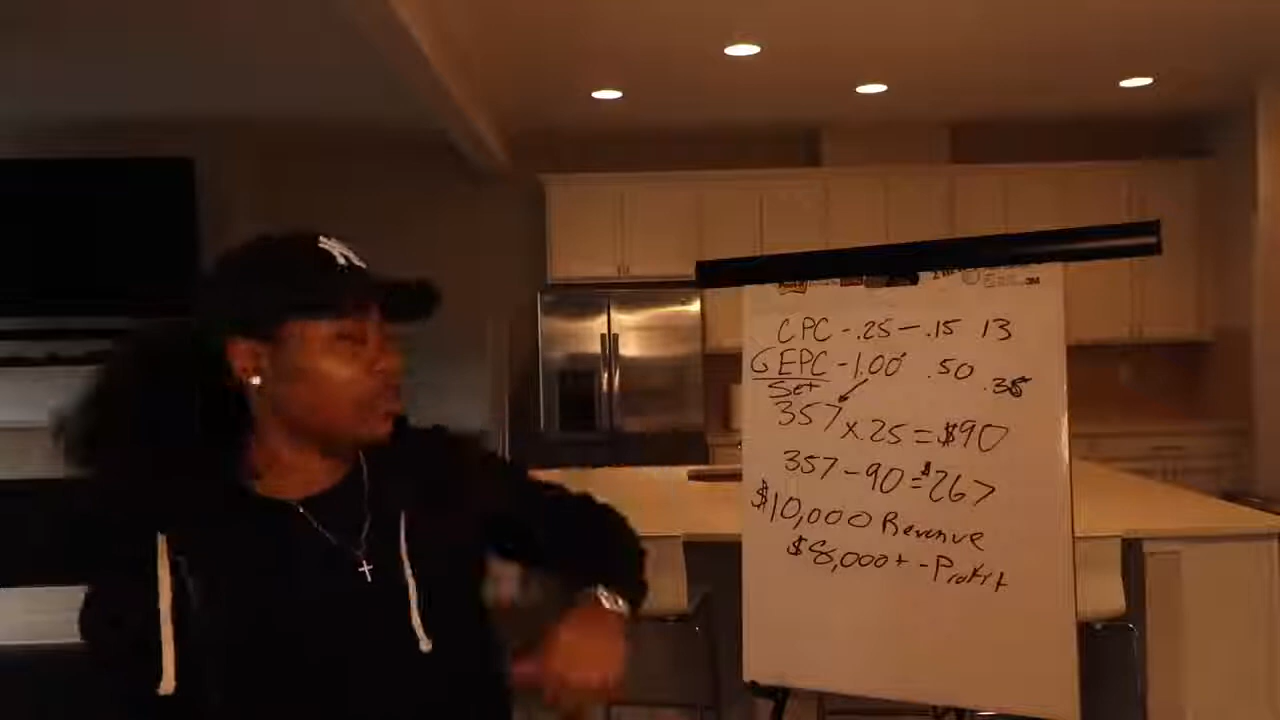 CPC - .25 - .15 13
GEPC - 1.00 .50 .35
Set
357 x .25 = $90
357 - 90 = $267
$10,000 Revenue
$8,000+ - Profit